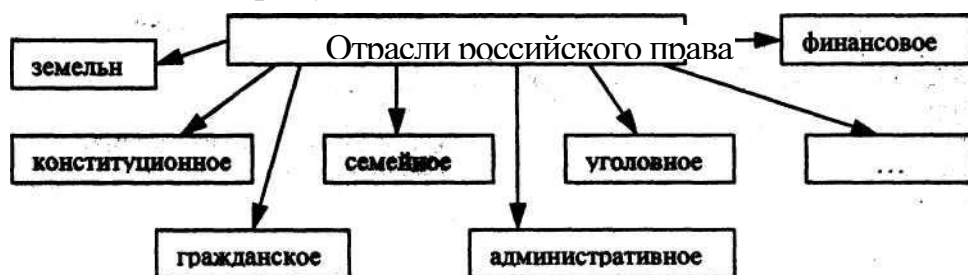 Отрасли российского права
финансовое
земельн
конституционное
семейное
уголовное
...
гражданское
административное